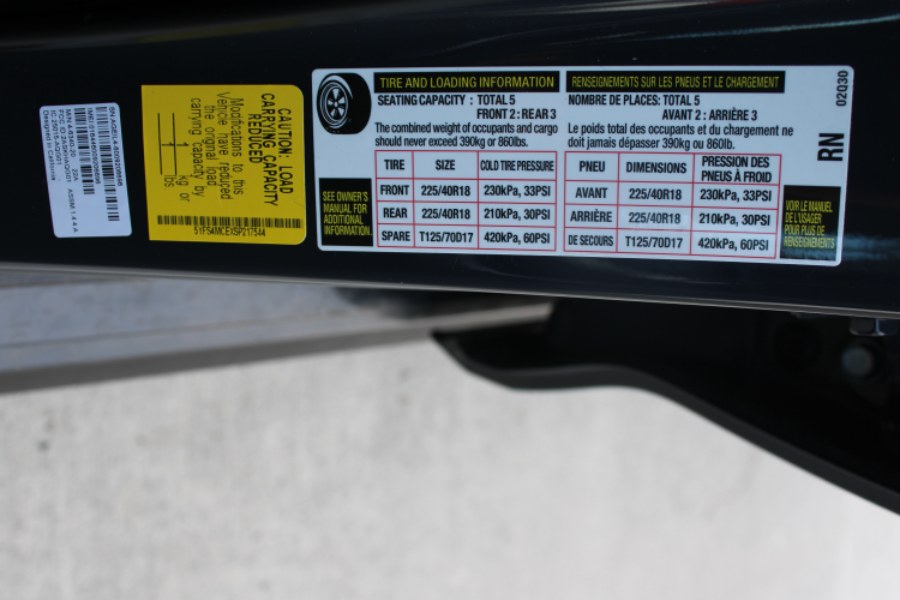 TIRE AND LOADING INFORMATION
SEATING CAPACITY : TOTAL 5
FRONT 2 : REAR 3
The combined weight of occupants and cargo
should never exceed 390kg or 860lbs.
SEE OWNER'S
MANUAL FOR
ADDITIONAL
INFORMATION.
TIRE SIZE COLD TIRE PRESSURE
FRONT 225/40R18 230kPa, 33PSI
REAR 225/40R18 210kPa, 30PSI
SPARE T125/70D17 420kPa, 60PSI
RENSEIGNEMENTS SUR LES PNEUS ET LE CHARGEMENT
NOMBRE DE PLACES: TOTAL 5
AVANT 2 : ARRIÈRE 3
Le poids total des occupants et du chargement ne
doit jamais dépasser 390kg ou 860lb.
PNEU DIMENSIONS PRESSION DES
PNEUS À FROID
AVANT 225/40R18 230kPa, 33PSI
ARRIÈRE 225/40R18 210kPa, 30PSI
DE SECOURS T125/70D17 420kPa, 60PSI
VOIR LE MANUEL
DE L'USAGER
POUR PLUS DE
RENSEIGNEMENTS
RN
02Q30
CAUTION: LOAD
CARRYING CAPACITY
REDUCED
Modifications to this
Vehicle have reduced
the original load
carrying capacity by
1 kg or
1 lbs.
Designed in California